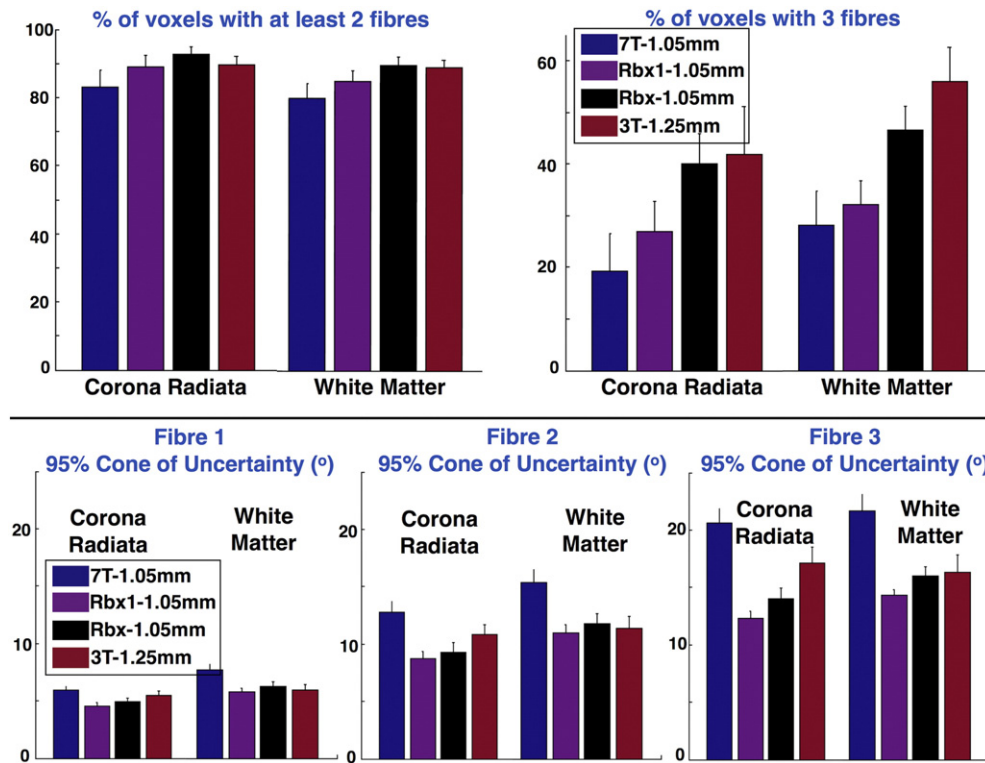 % of voxels with at least 2 fibres
100
80
60
40
20
0
Corona Radiata
White Matter
% of voxels with 3 fibres
60
40
20
0
7T-1.05mm
Rbx1-1.05mm
Rbx-1.05mm
3T-1.25mm
Corona Radiata
White Matter
Fibre 1
95% Cone of Uncertainty (o)
20
10
0
Corona
Radiata
White
Matter
7T-1.05mm
Rbx1-1.05mm
Rbx-1.05mm
3T-1.25mm
Fibre 2
95% Cone of Uncertainty (o)
20
10
0
Corona
Radiata
White
Matter
Fibre 3
95% Cone of Uncertainty (o)
20
10
0
Corona
Radiata
White
Matter